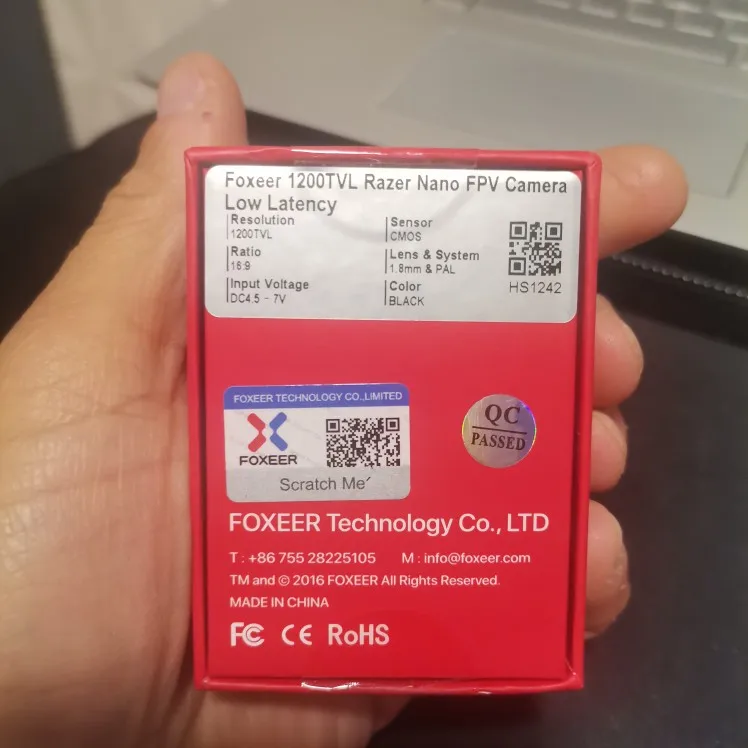 Foxeer 1200TVL Razer Nano FPV Camera
Low Latency
Resolution
1200TVL
Sensor
CMOS
Ratio
16:9
Lens & System
1.8mm & PAL
Input Voltage
DC4.5 - 7V
Color
BLACK
HS1242
FOXEER TECHNOLOGY CO.,LIMITED
FOXEER
Scratch Me
QC
PASSED
FOXEER Technology Co., LTD
T : +86 755 28225105 M : info@foxeer.com
TM and © 2016 FOXEER All Rights Reserved.
MADE IN CHINA
FC CE RoHS